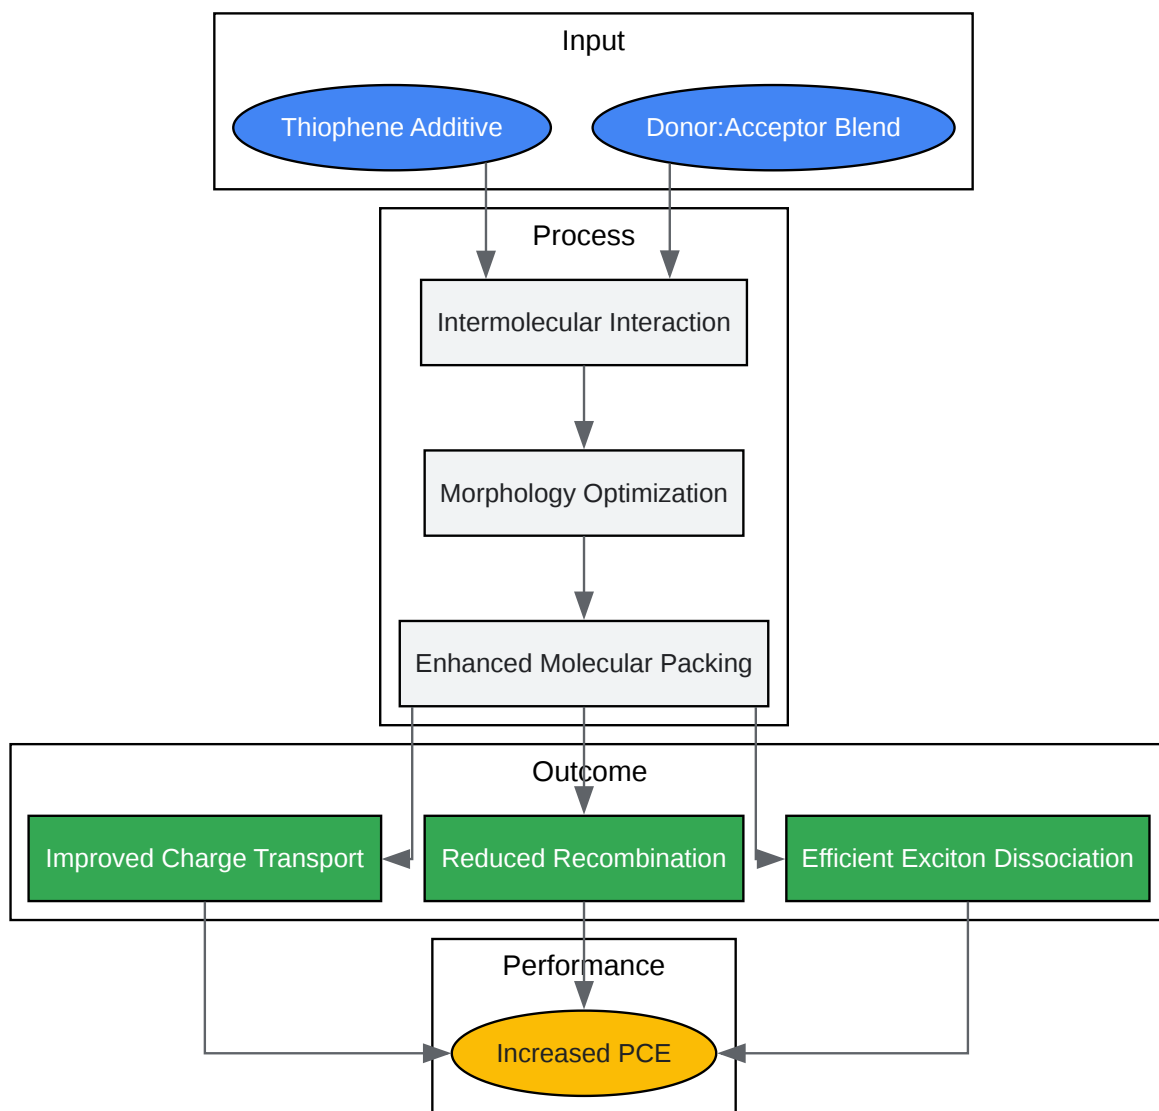 Input
Thiophene Additive
Donor:Acceptor Blend
Process
Intermolecular Interaction
Morphology Optimization
Enhanced Molecular Packing
Outcome
Improved Charge Transport
Reduced Recombination
Efficient Exciton Dissociation
Performance
Increased PCE